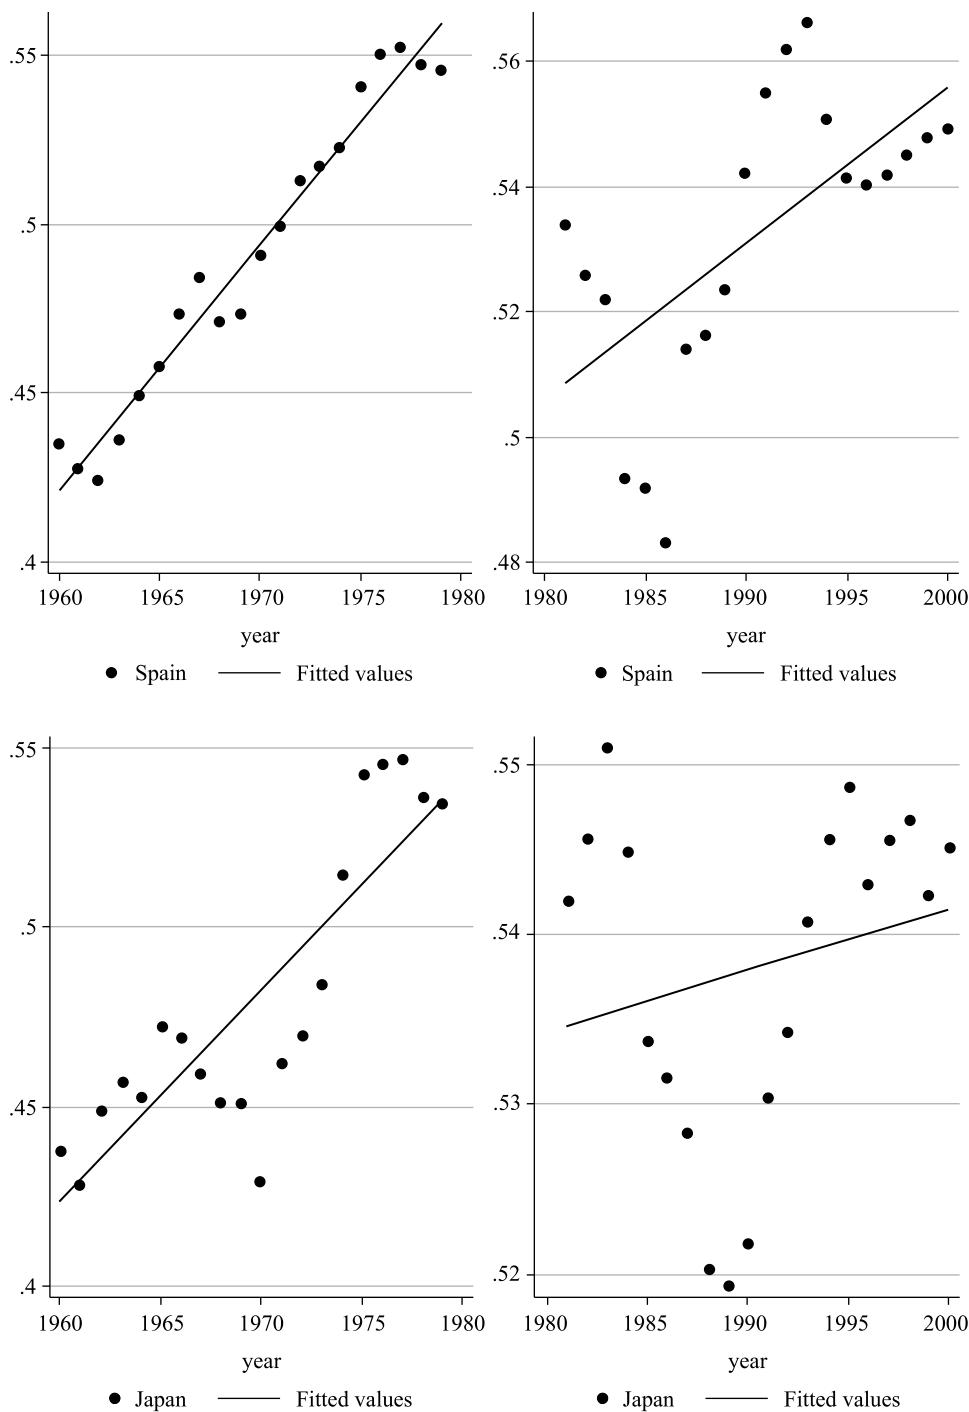 .55
.5
.45
.4
1960 1965 1970 1975 1980
year
Spain Fitted values
.56
.54
.52
.5
.48
1980 1985 1990 1995 2000
year
Spain Fitted values
.55
.5
.45
.4
1960 1965 1970 1975 1980
year
Japan Fitted values
.55
.54
.53
.52
1980 1985 1990 1995 2000
year
Japan Fitted values